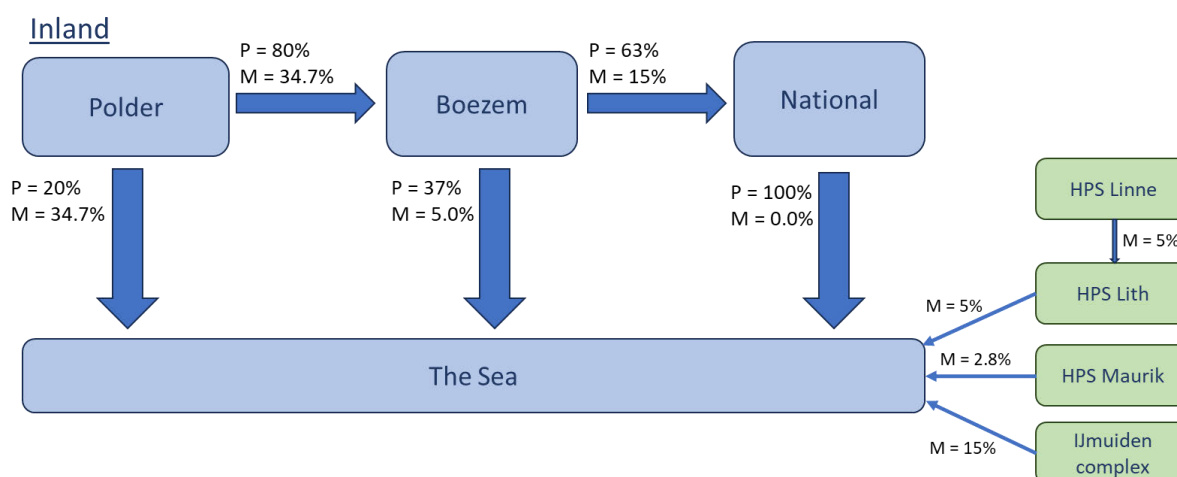 Inland
P = 80%
M = 34.7%
P = 63%
M = 15%
Polder
Boezem
National
P = 20%
M = 34.7%
P = 37%
M = 5.0%
P = 100%
M = 0.0%
HPS Linne
M = 5%
HPS Lith
M = 5%
The Sea
M = 2.8%
HPS Maurik
M = 15%
IJmuiden
complex